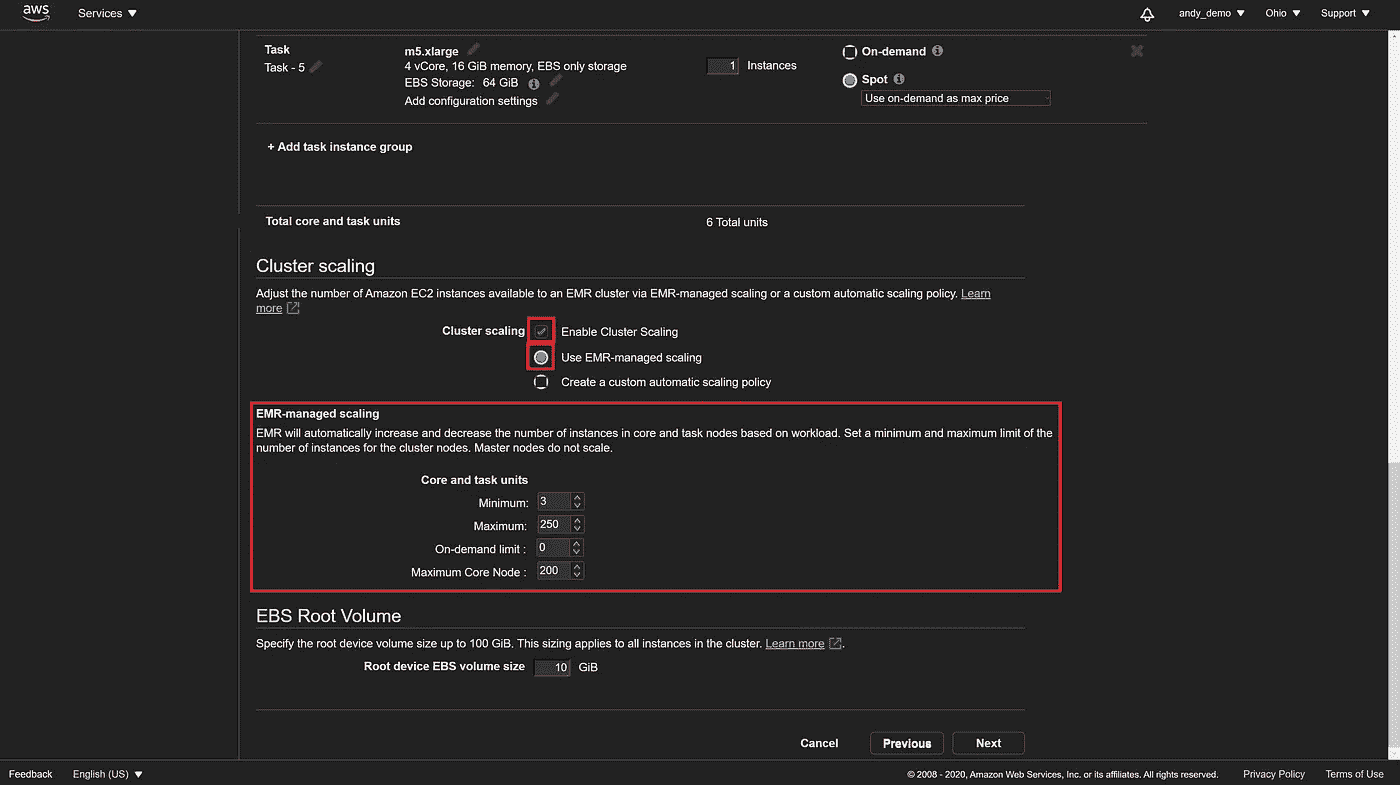 aws Services andy_demo Ohio Support
Task m5.xlarge On-demand
Task - 5 4 vCore, 16 GiB memory, EBS only storage 1 Instances
EBS Storage: 64 GiB Spot
Add configuration settings Use on-demand as max price
+ Add task instance group
Total core and task units 6 Total units
Cluster scaling
Adjust the number of Amazon EC2 instances available to an EMR cluster via EMR-managed scaling or a custom automatic scaling policy. Learn
more
Cluster scaling Enable Cluster Scaling
Use EMR-managed scaling
Create a custom automatic scaling policy
EMR-managed scaling
EMR will automatically increase and decrease the number of instances in core and task nodes based on workload. Set a minimum and maximum limit of the
number of instances for the cluster nodes. Master nodes do not scale.
Core and task units
Minimum: 3
Maximum: 250
On-demand limit : 0
Maximum Core Node : 200
EBS Root Volume
Specify the root device volume size up to 100 GiB. This sizing applies to all instances in the cluster. Learn more .
Root device EBS volume size 10 GiB
Cancel Previous Next
Feedback English (US) © 2008 - 2020, Amazon Web Services, Inc. or its affiliates. All rights reserved. Privacy Policy Terms of Use